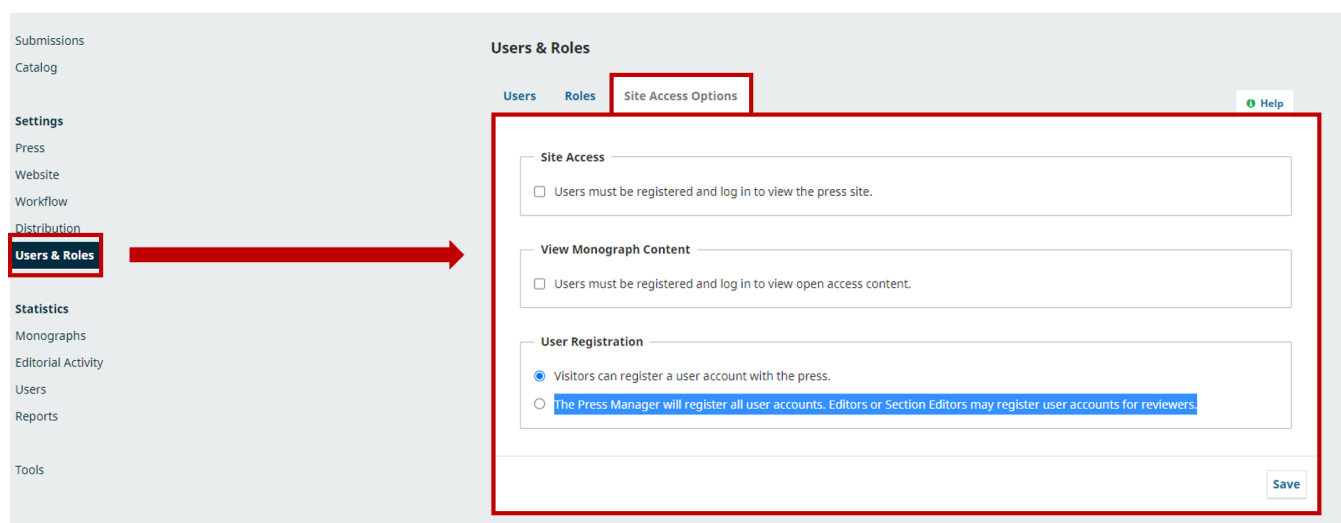 Submissions
Catalog
Settings
Press
Website
Workflow
Distribution
Users & Roles
Statistics
Monographs
Editorial Activity
Users
Reports
Tools
Users & Roles
Users
Roles
Site Access Options
Help
Site Access
Users must be registered and log in to view the press site.
View Monograph Content
Users must be registered and log in to view open access content.
User Registration
Visitors can register a user account with the press.
The Press Manager will register all user accounts. Editors or Section Editors may register user accounts for reviewers.
Save